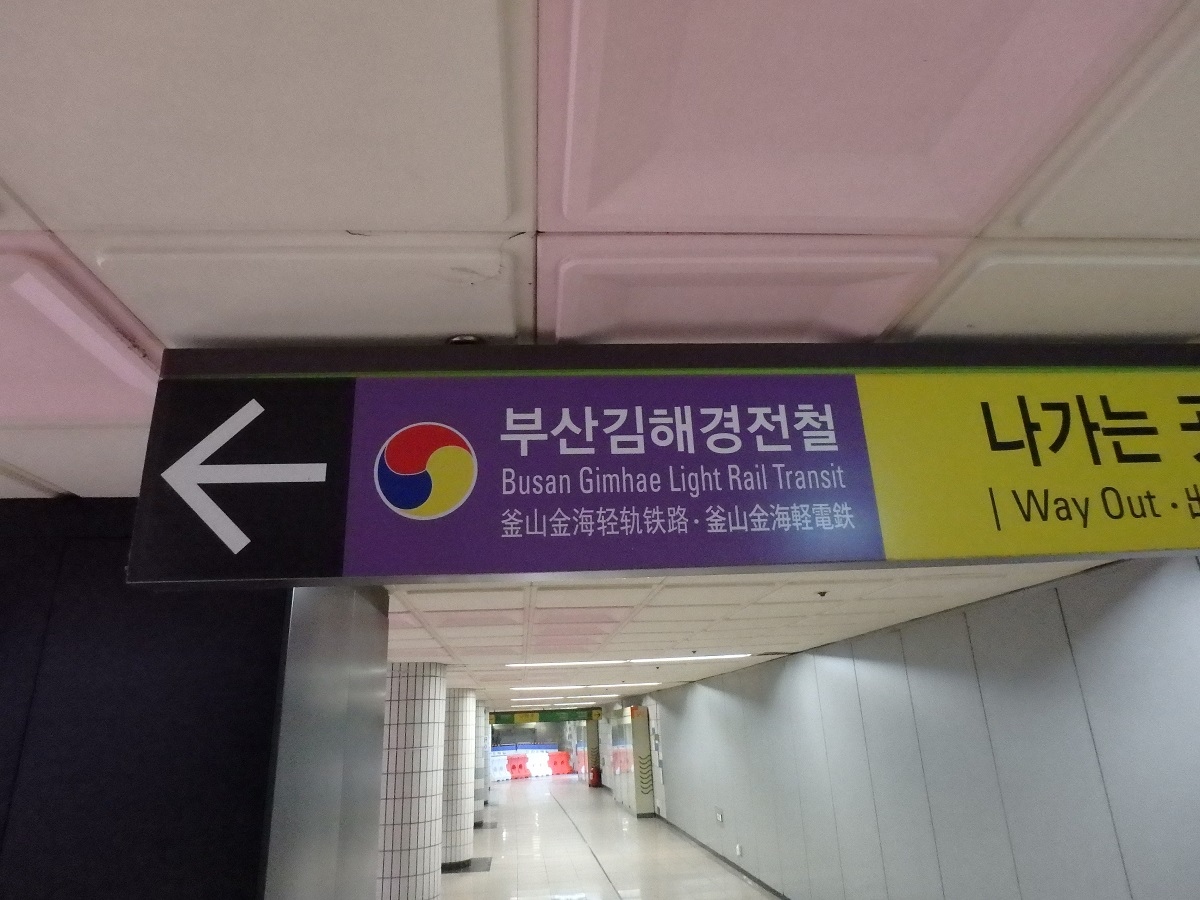 부산김해경전철
Busan Gimhae Light Rail Transit
釜山金海轻轨铁路·釜山金海軽電鉄
나가는
| Way Out ·